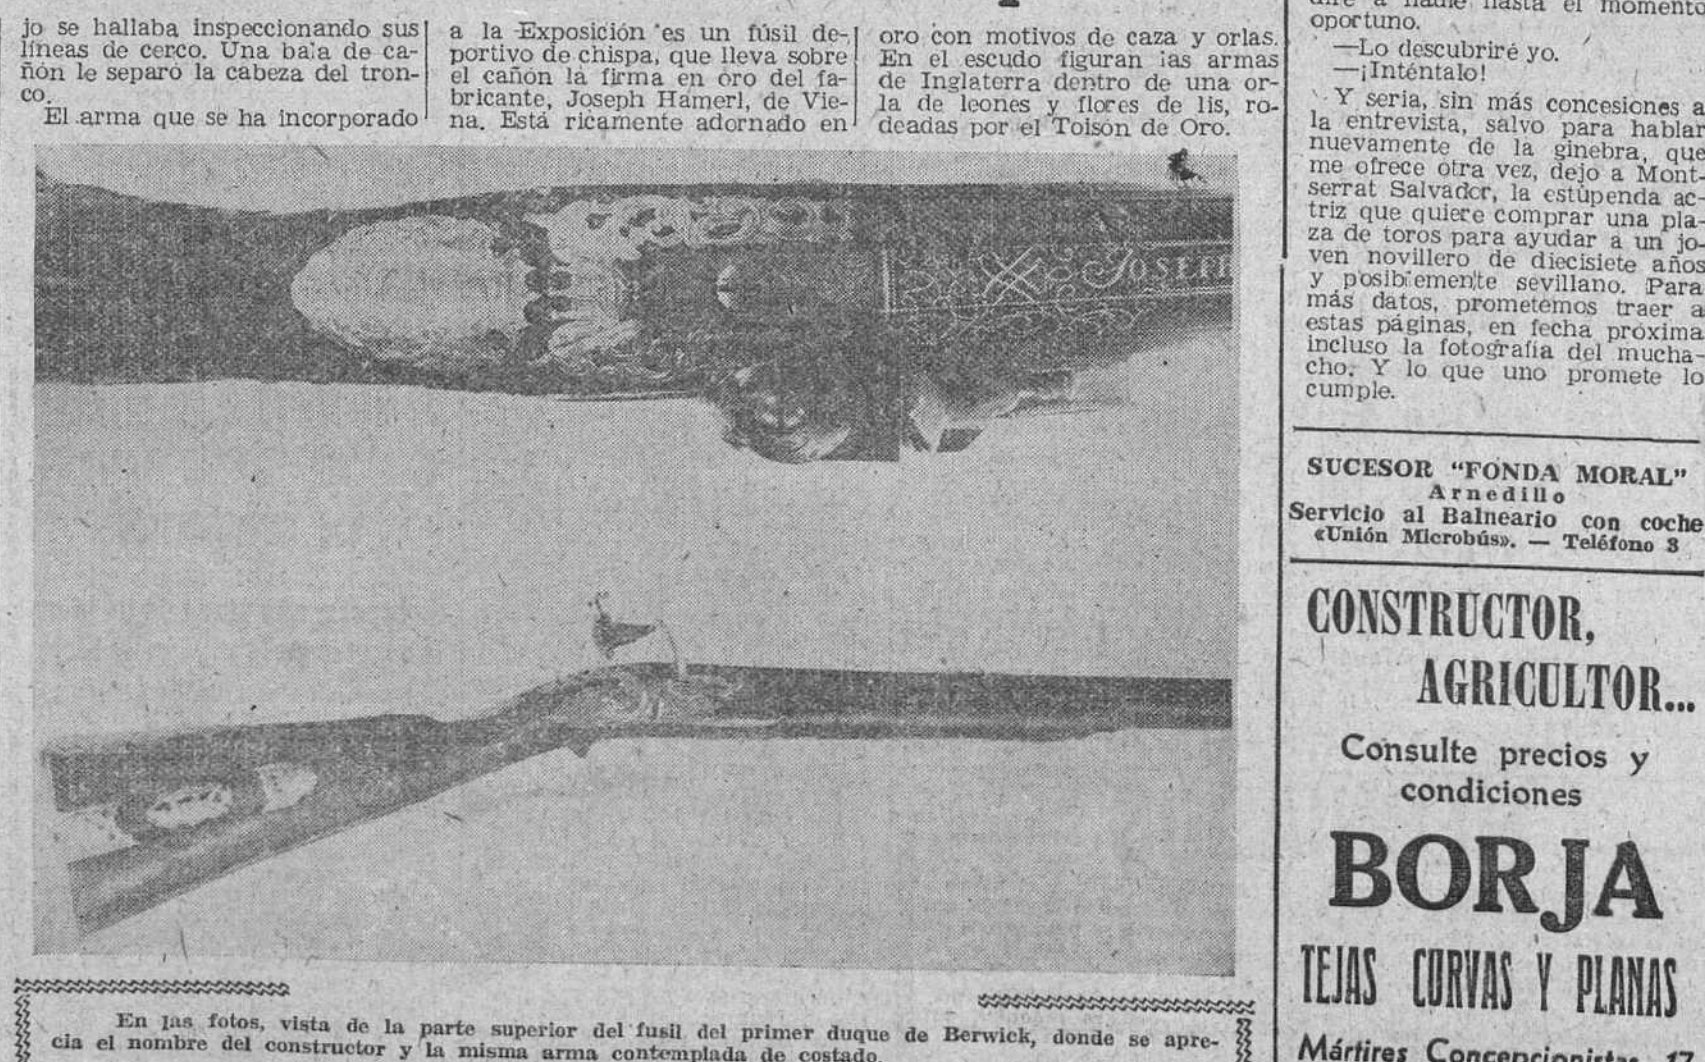 jo se hallaba inspeccionando sus
líneas de cerco. Una bala de ca-
ñón le separó la cabeza del tron-
co.
El arma que se ha incorporado
a la Exposición es un fúsil de-
portivo de chispa, que lleva sobre
el cañón la firma en oro del fa-
bricante, Joseph Hamerl, de Vie-
na. Está ricamente adornado en
oro con motivos de caza y orlas.
En el escudo figuran las armas
de Inglaterra dentro de una or-
la de leones y flores de lis, ro-
deadas por el Toisón de Oro.
JOSEPH
En las fotos, vista de la parte superior del fusil del primer duque de Berwick, donde se apre-
cia el nombre del constructor y la misma arma contemplada de costado.
a nadie hasta el momento
oportuno.
—Lo descubriré yo.
—¡Inténtalo!
Y seria, sin más concesiones a
la entrevista, salvo para hablar
nuevamente de la ginebra, que
me ofrece otra vez, dejo a Mont-
serrat Salvador, la estupenda ac-
triz que quiere comprar una pla-
za de toros para ayudar a un jo-
ven novillero de diecisiete años
y posiblemente sevillano. Para
más datos, prometemos traer a
estas páginas, en fecha próxima
incluso la fotografía del mucha-
cho. Y lo que uno promete lo
cumple.
SUCESOR "FONDA MORAL"
Arnedillo
Servicio al Balneario con coche
«Unión Microbús». — Teléfono 3
CONSTRUCTOR,
AGRICULTOR...
Consulte precios y
condiciones
BORJA
TEJAS CURVAS Y PLANAS
Mártires Concepcionistas, 17